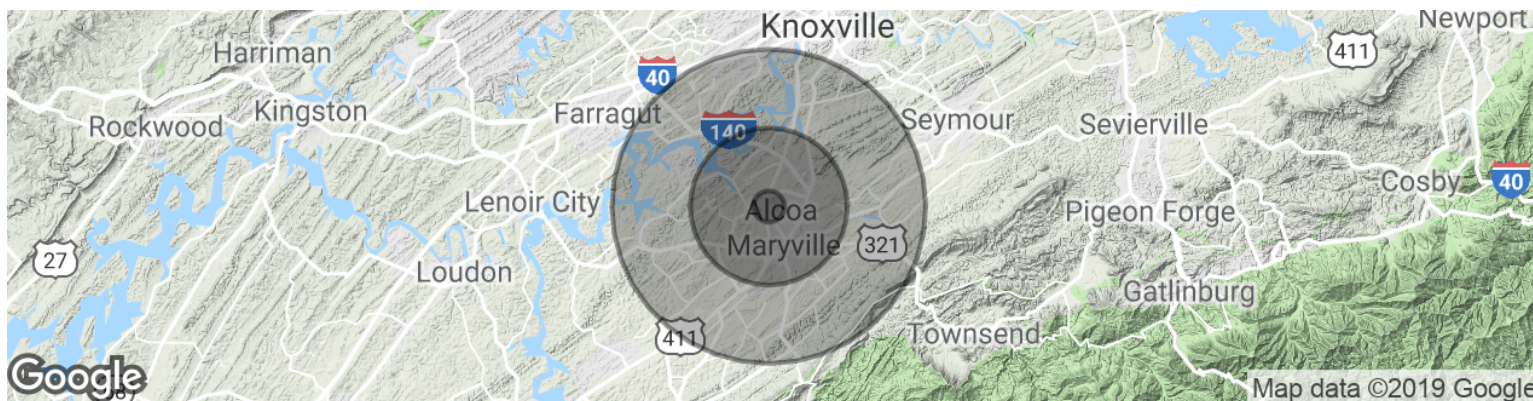 Knoxville
Newport
Harriman
411
40
Kingston
Farragut
Rockwood
140
Seymour
Sevierville
40
Cosby
Lenoir City
Alcoa
Pigeon Forge
Maryville
321
27
Loudon
Gatlinburg
411
Townsend
Google
Map data ©2019 Google